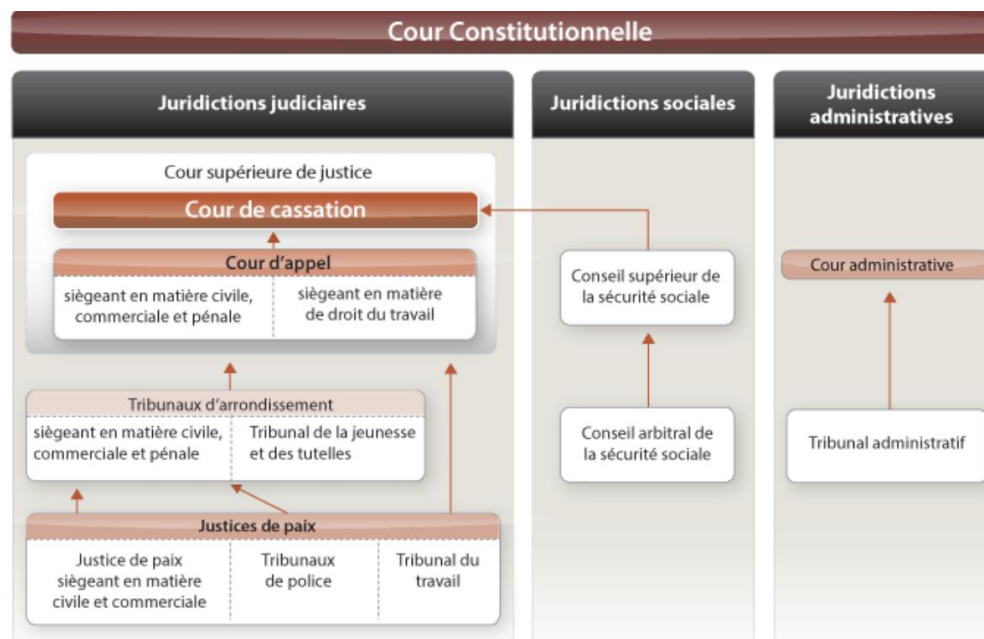 Cour Constitutionnelle
Juridictions judiciaires
Cour supérieure de justice
Cour de cassation
Cour d'appel
siègeant en matière civile,
commerciale et pénale
siègeant en matière
de droit du travail
Tribunaux d'arrondissement
siègeant en matière civile,
commerciale et pénale
Tribunal de la jeunesse
et des tutelles
Justices de paix
Justice de paix
siègeant en matière
civile et commerciale
Tribunaux
de police
Tribunal du
travail
Juridictions sociales
Conseil supérieur de
la sécurité sociale
Conseil arbitral de
la sécurité sociale
Juridictions
administratives
Cour administrative
Tribunal administratif